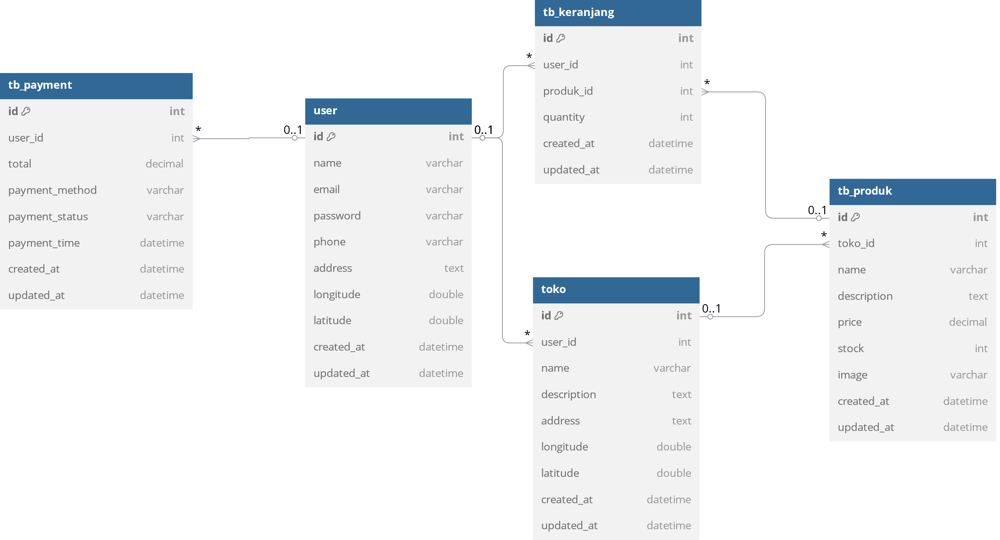 tb_payment
id int
user_id int
total decimal
payment_method varchar
payment_status varchar
payment_time datetime
created_at datetime
updated_at datetime
* 0..1
user
id int
name varchar
email varchar
password varchar
phone varchar
address text
longitude double
latitude double
created_at datetime
updated_at datetime
0..1 *
*
tb_keranjang
id int
user_id int
produk_id int
quantity int
created_at datetime
updated_at datetime
* 0..1
toko
id int
user_id int
name varchar
description text
address text
longitude double
latitude double
created_at datetime
updated_at datetime
0..1 *
tb_produk
id int
toko_id int
name varchar
description text
price decimal
stock int
image varchar
created_at datetime
updated_at datetime